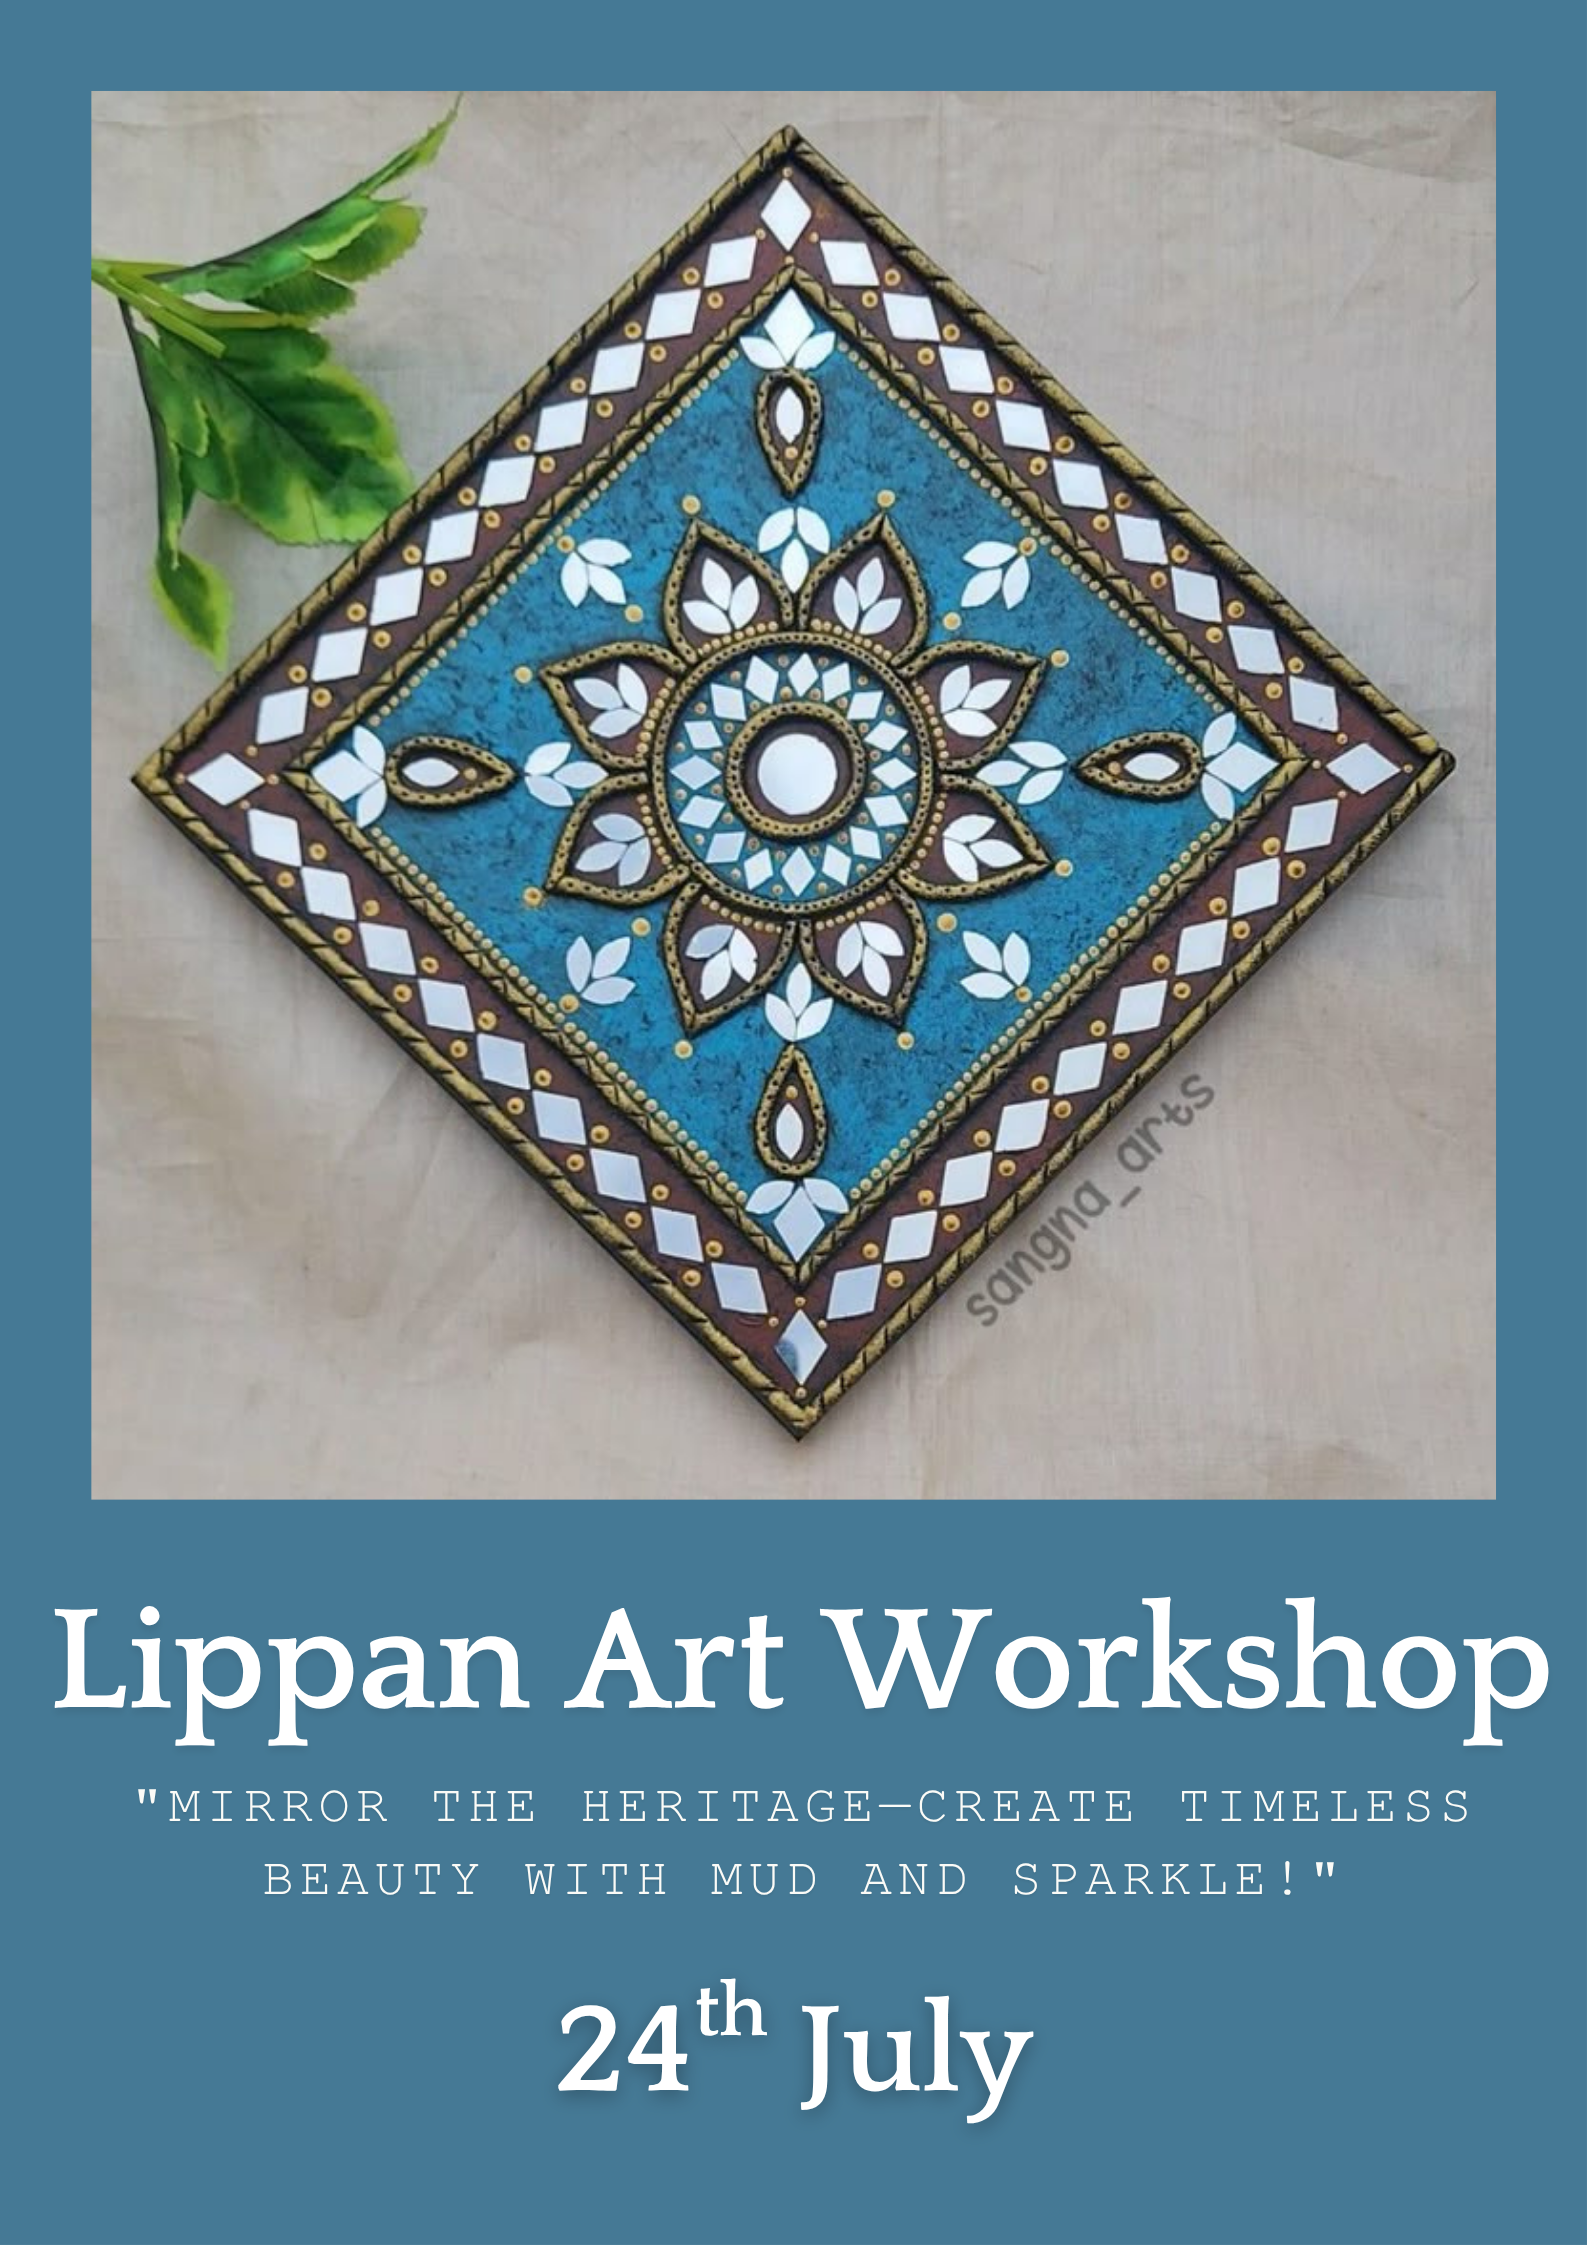 sangna_arts
Lippan Art Workshop
"MIRROR THE HERITAGE—CREATE TIMELESS
BEAUTY WITH MUD AND SPARKLE!"
24th July